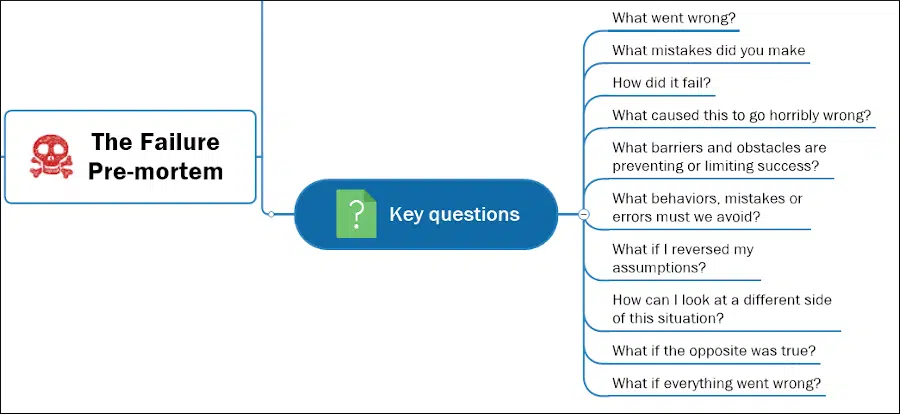 The Failure
Pre-mortem
?
Key questions
What went wrong?
What mistakes did you make
How did it fail?
What caused this to go horribly wrong?
What barriers and obstacles are
preventing or limiting success?
What behaviors, mistakes or
errors must we avoid?
What if I reversed my
assumptions?
How can I look at a different side
of this situation?
What if the opposite was true?
What if everything went wrong?